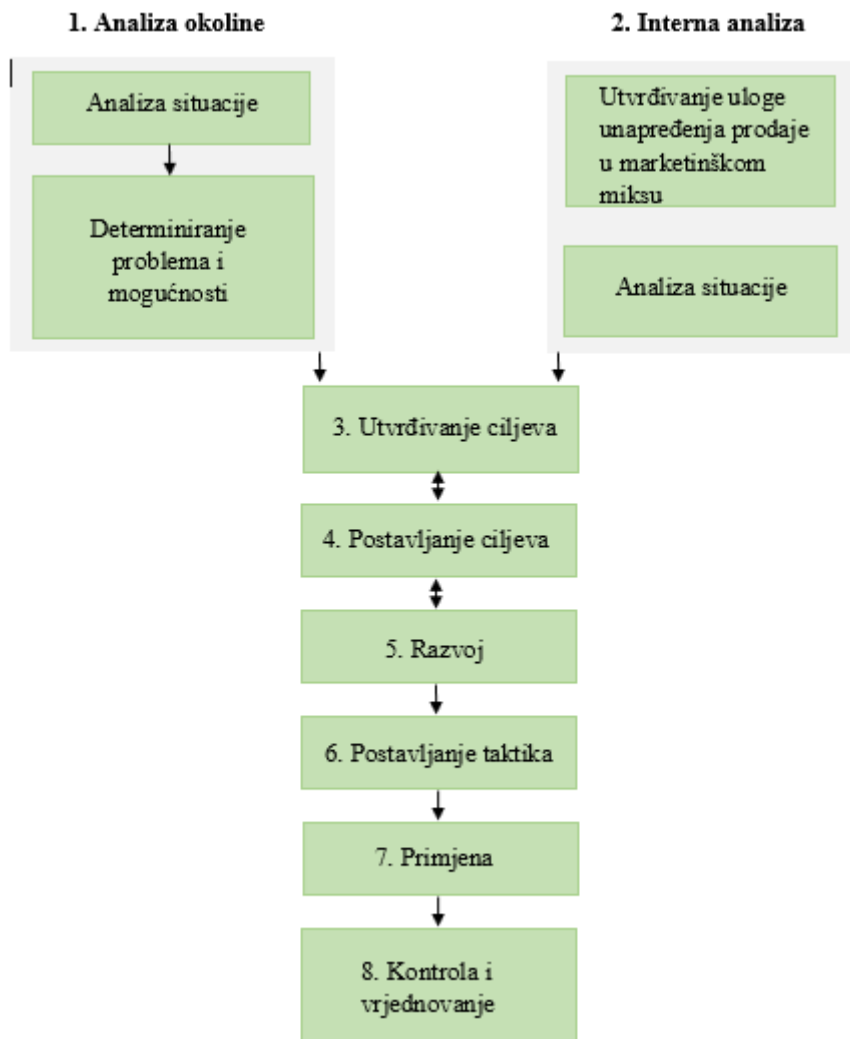 1. Analiza okoline
Analiza situacije
Determiniranje
problema i
mogućnosti
2. Interna analiza
Utvrđivanje uloge
unapređenja prodaje
u marketinškom
miksu
Analiza situacije
3. Utvrđivanje ciljeva
4. Postavljanje ciljeva
5. Razvoj
6. Postavljanje taktika
7. Primjena
8. Kontrola i
vrjednovanje